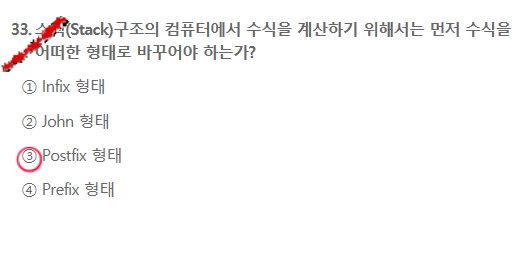 33. 스택(Stack)구조의 컴퓨터에서 수식을 계산하기 위해서는 먼저 수식을
어떠한 형태로 바꾸어야 하는가?
① Infix 형태
② John 형태
③ Postfix 형태
④ Prefix 형태